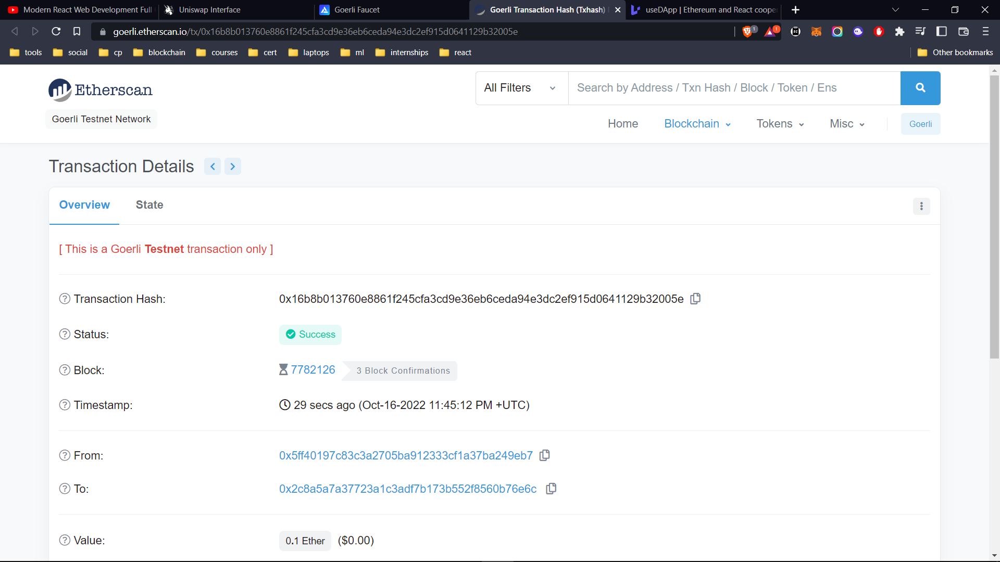 Modern React Web Development Full
Uniswap Interface
Goerli Faucet
Goerli Transaction Hash (Txhash)
useDApp | Ethereum and React cooper
goerli.etherscan.io/tx/0x16b8b013760e8861f245cfa3cd9e36eb6ceda94e3dc2ef915d0641129b32005e
1
1
tools
social
cp
blockchain
courses
cert
laptops
ml
internships
react
Other bookmarks
Etherscan
All Filters
Search by Address / Txn Hash / Block / Token / Ens
Goerli Testnet Network
Home
Blockchain
Tokens
Misc
Goerli
Transaction Details
Overview
State
[ This is a Goerli Testnet transaction only ]
Transaction Hash:
0x16b8b013760e8861f245cfa3cd9e36eb6ceda94e3dc2ef915d0641129b32005e
Status:
Success
Block:
7782126
3 Block Confirmations
Timestamp:
29 secs ago (Oct-16-2022 11:45:12 PM +UTC)
From:
0x5ff40197c83c3a2705ba912333cf1a37ba249eb7
To:
0x2c8a5a7a37723a1c3adf7b173b552f8560b76e6c
Value:
0.1 Ether
($0.00)